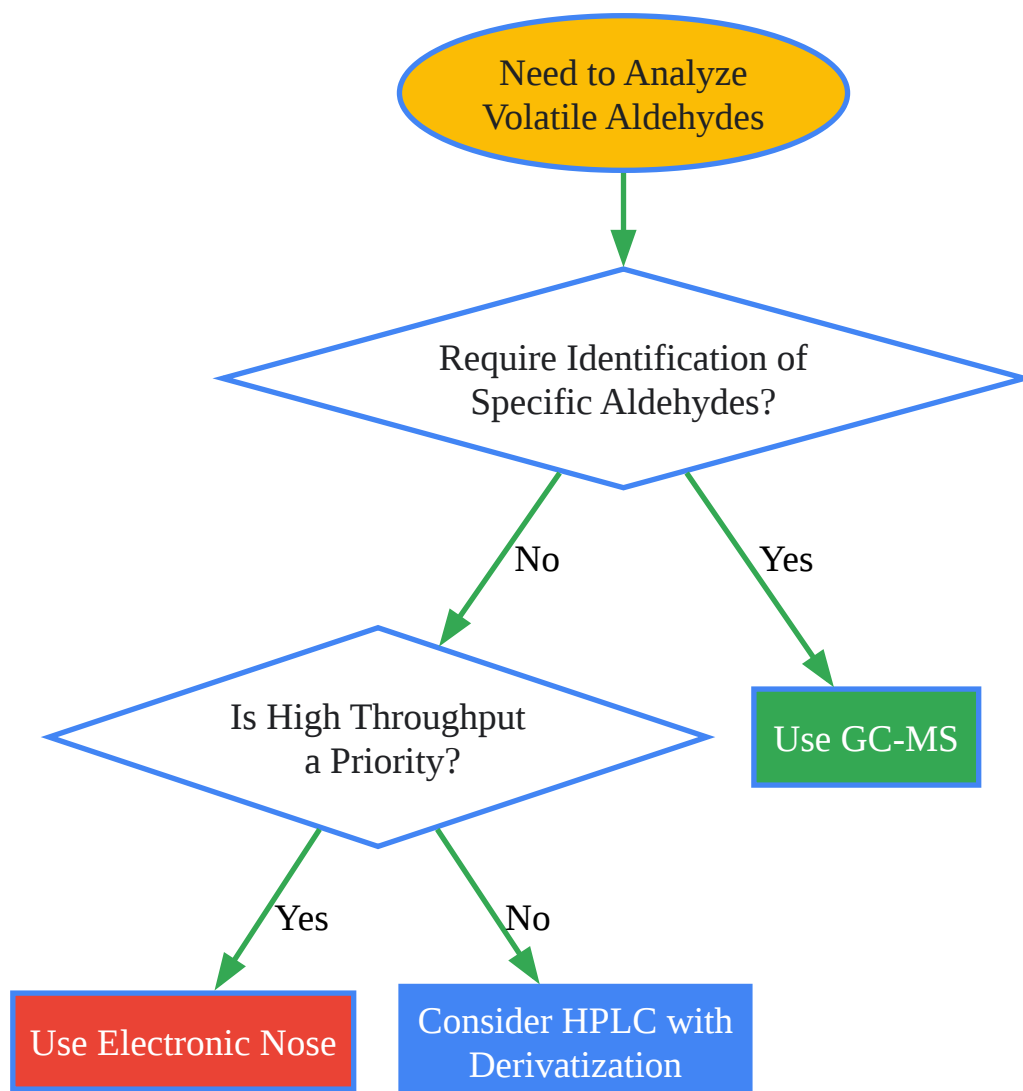 Need to Analyze
Volatile Aldehydes
Require Identification of
Specific Aldehydes?
No
Yes
Is High Throughput
a Priority?
Use GC-MS
Yes
No
Use Electronic Nose
Consider HPLC with
Derivatization